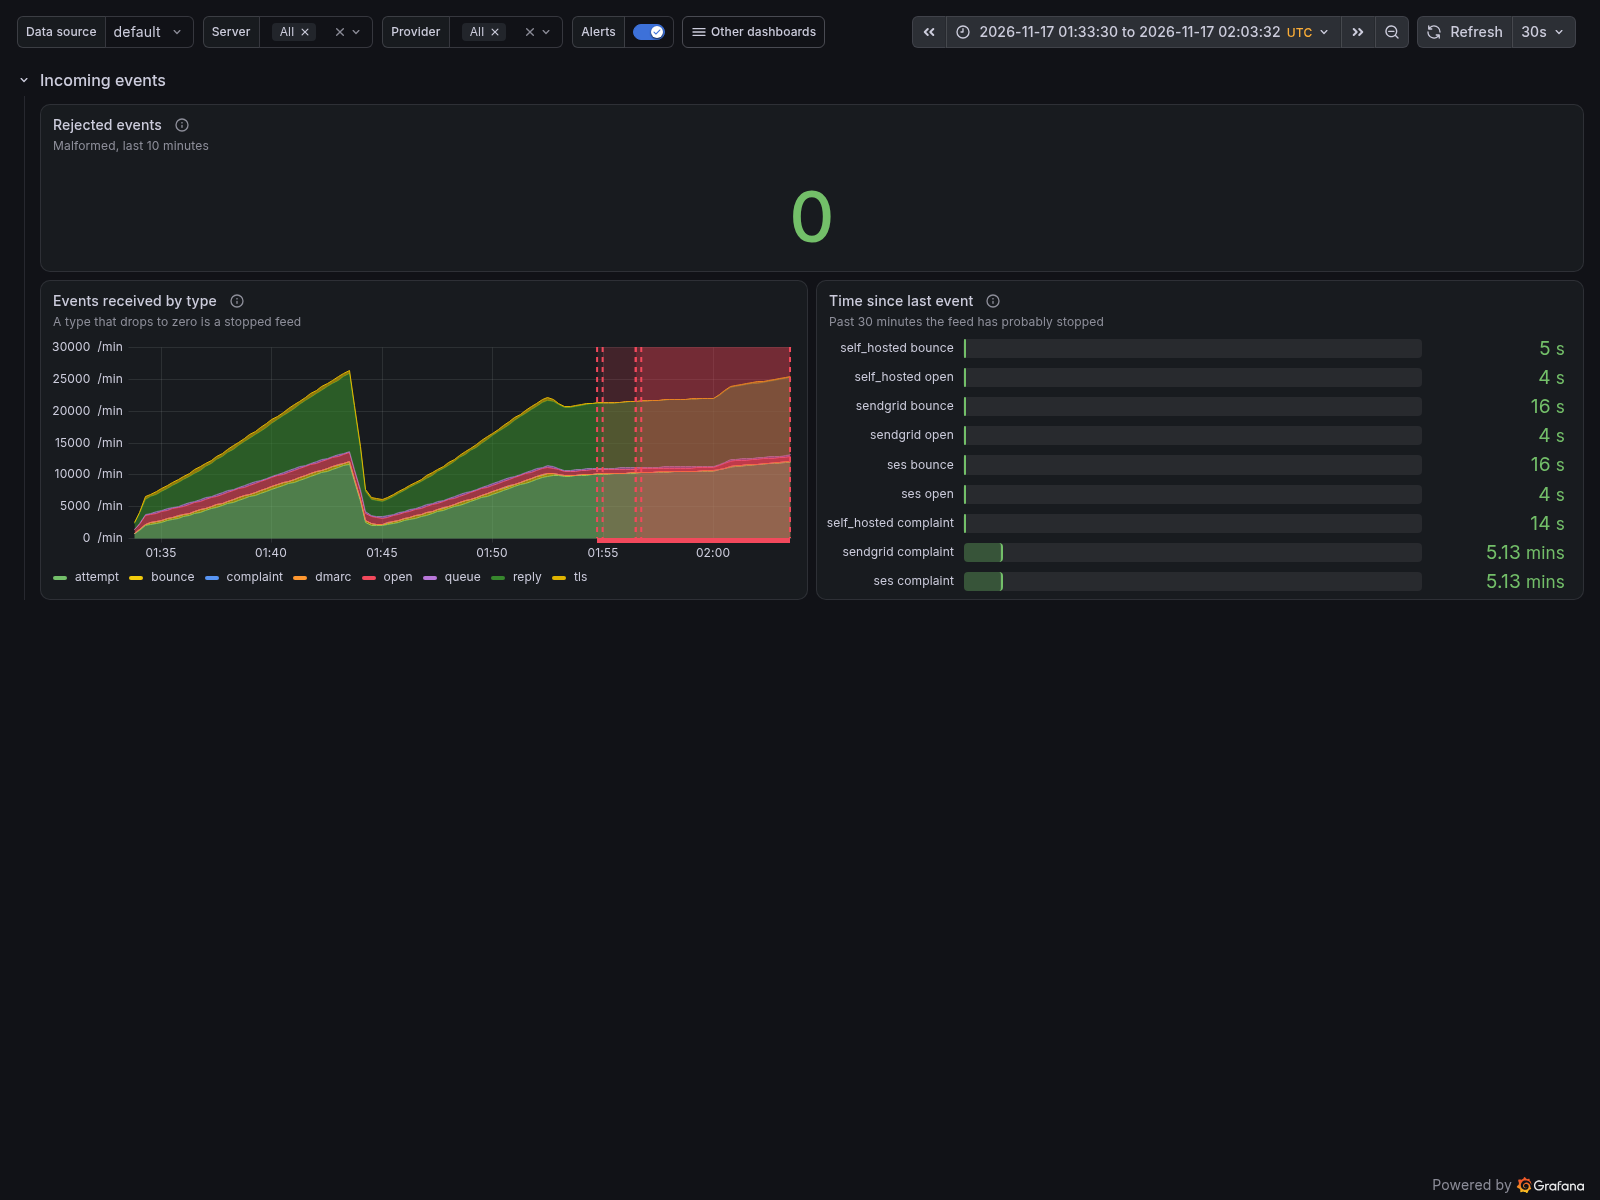 Data source default Server All Provider All Alerts Other dashboards 2026-11-17 01:33:30 to 2026-11-17 02:03:32 UTC Refresh 30s
Incoming events
Rejected events
Malformed, last 10 minutes
0
Events received by type
A type that drops to zero is a stopped feed
30000 /min
25000 /min
20000 /min
15000 /min
10000 /min
5000 /min
0 /min
01:35 01:40 01:45 01:50 01:55 02:00
attempt bounce complaint dmarc open queue reply tls
Time since last event
Past 30 minutes the feed has probably stopped
self_hosted bounce 5 s
self_hosted open 4 s
sendgrid bounce 16 s
sendgrid open 4 s
ses bounce 16 s
ses open 4 s
self_hosted complaint 14 s
sendgrid complaint 5.13 mins
ses complaint 5.13 mins
Powered by Grafana